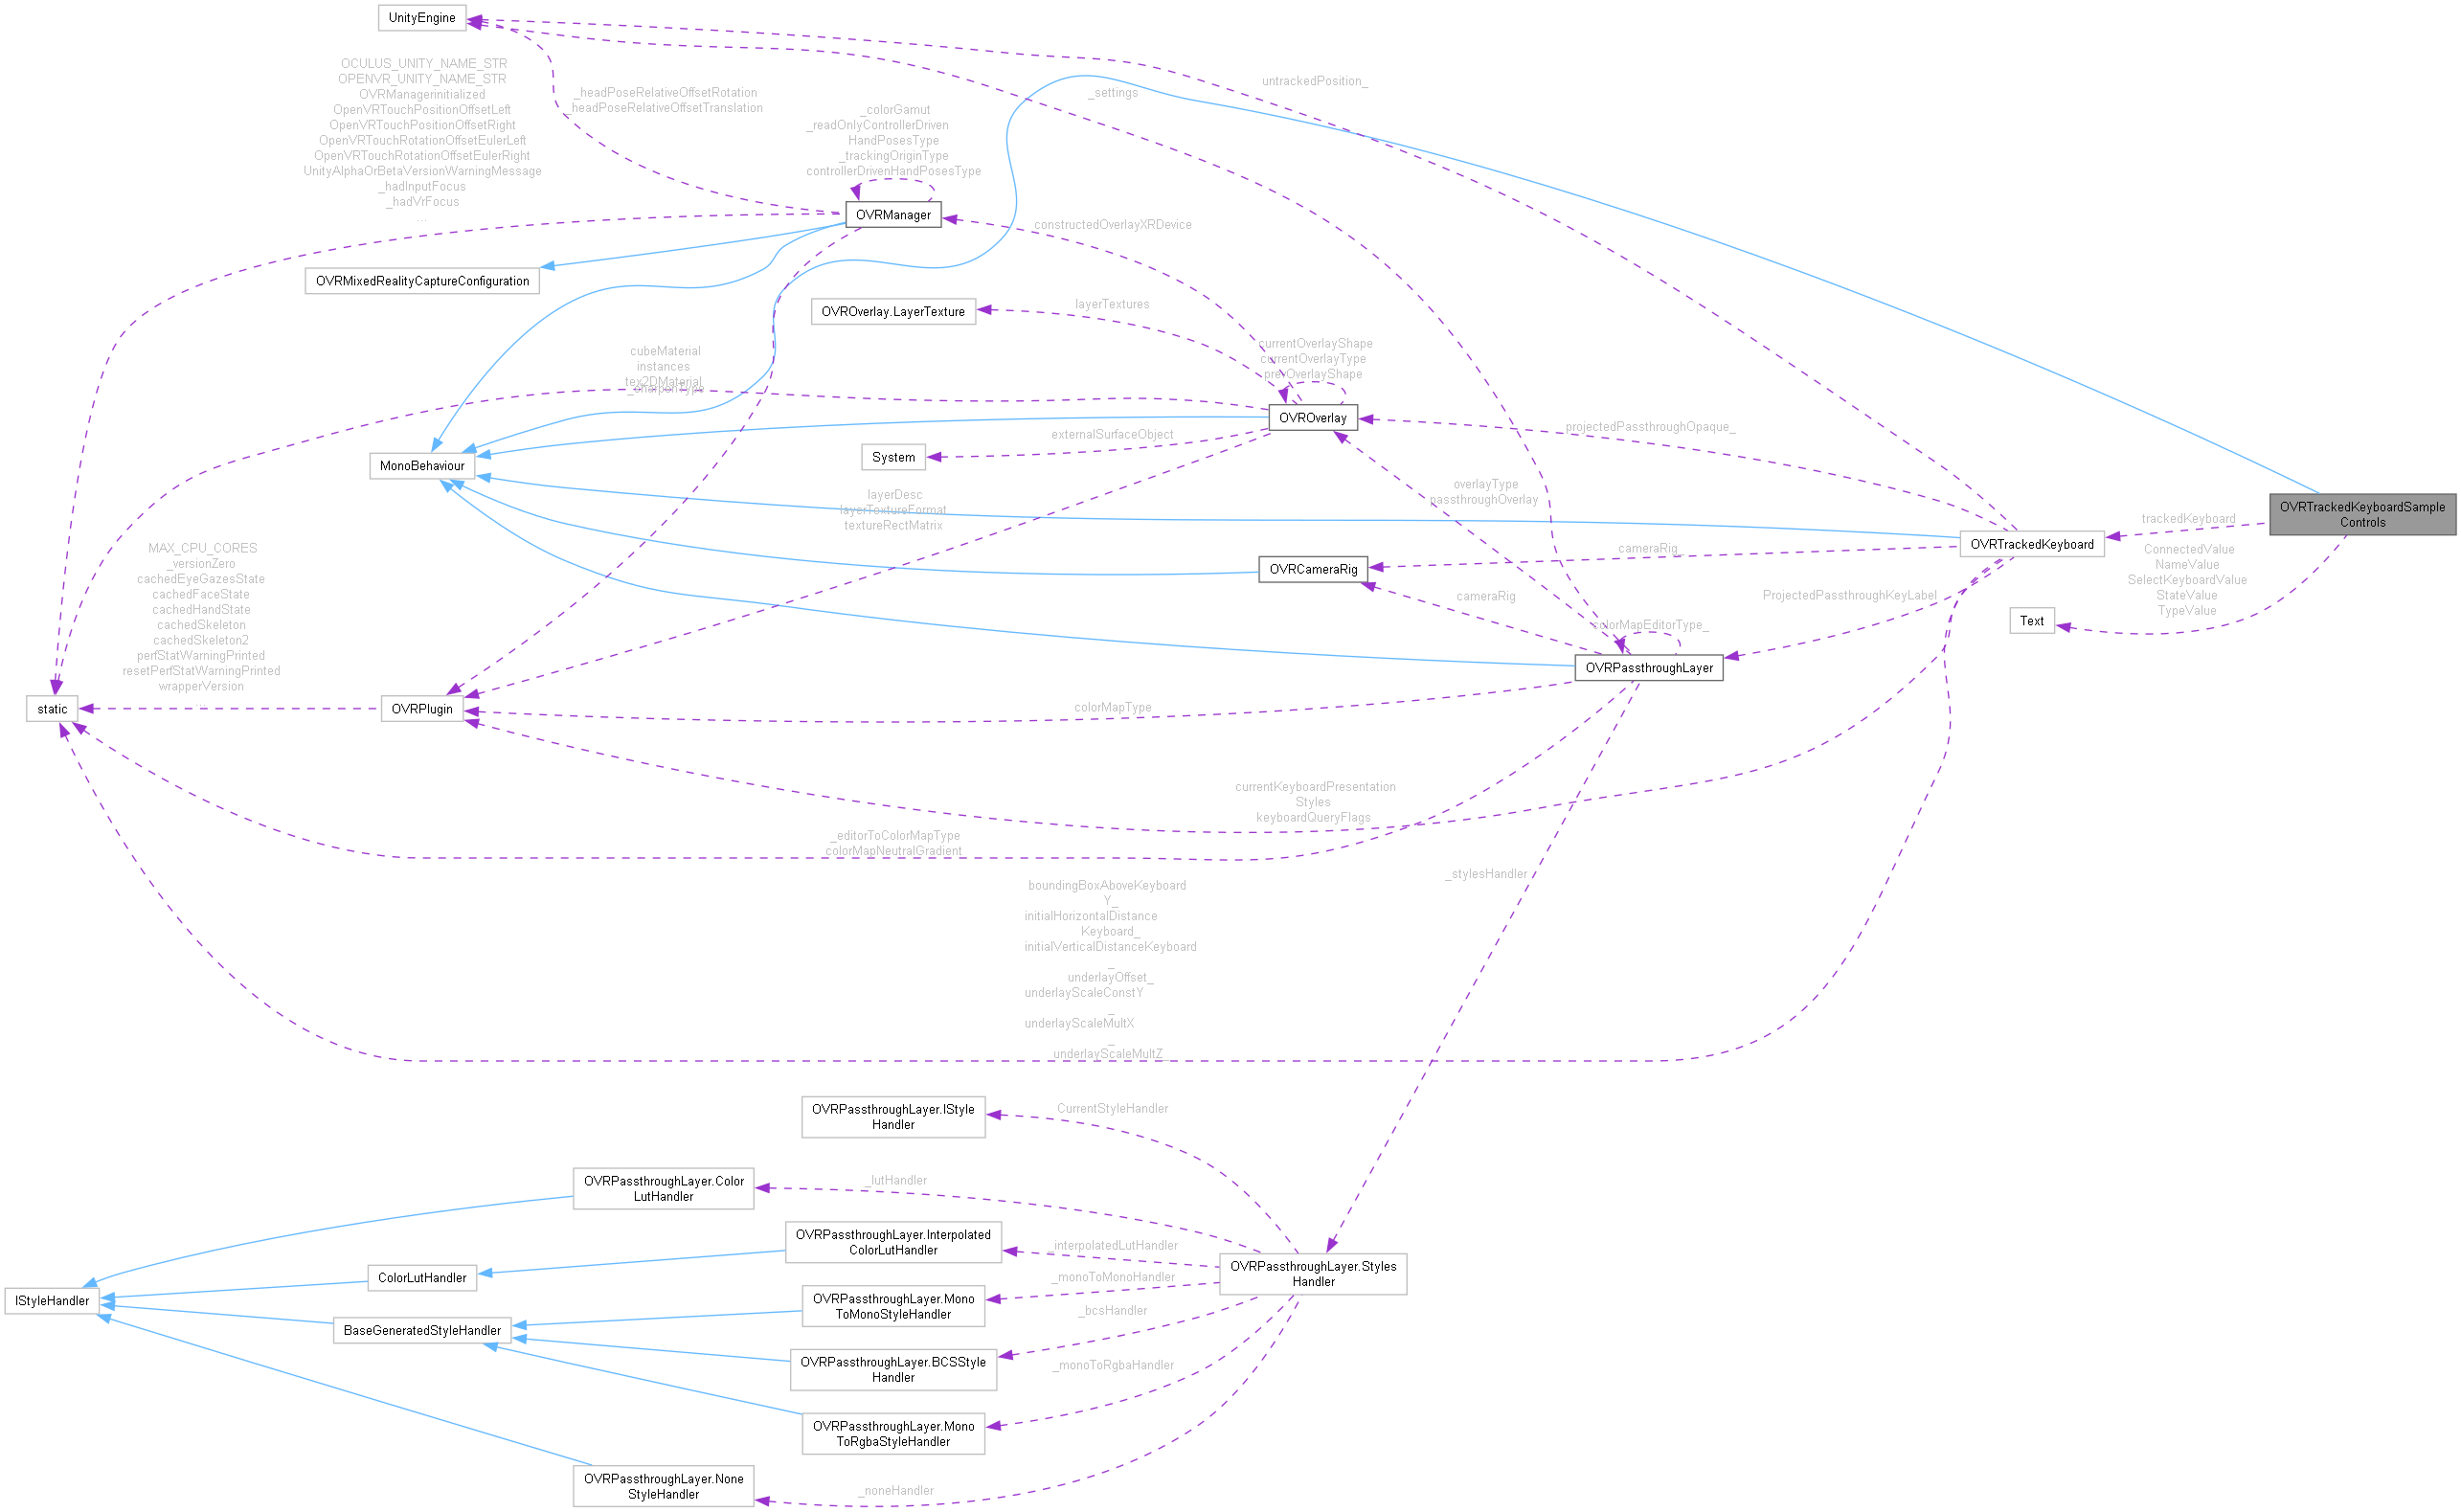 UnityEngine
OCULUS_UNITY_NAME_STR
OPENVR_UNITY_NAME_STR
OVRManagerinitialized
OpenVRTouchPositionOffsetLeft
OpenVRTouchPositionOffsetRight
OpenVRTouchRotationOffsetEulerLeft
OpenVRTouchRotationOffsetEulerRight
UnityAlphaOrBetaVersionWarningMessage
_hadInputFocus
_hadVrFocus
...
_headPoseRelativeOffsetRotation
_headPoseRelativeOffsetTranslation
_colorGamut
_readOnlyControllerDriven
HandPosesType
_trackingOriginType
controllerDrivenHandPosesType
_settings
untrackedPosition_
OVRManager
constructedOverlayXRDevice
OVRMixedRealityCaptureConfiguration
OVROverlay.LayerTexture
layerTextures
cubeMaterial
instances
tex2DMaterial
_sharpenType
currentOverlayShape
currentOverlayType
prevOverlayShape
OVROverlay
projectedPassthroughOpaque_
externalSurfaceObject
System
MonoBehaviour
layerDesc
layerTextureFormat
textureRectMatrix
overlayType
passthroughOverlay
OVRTrackedKeyboardSample
Controls
trackedKeyboard
OVRTrackedKeyboard
cameraRig_
OVRCameraRig
cameraRig
ConnectedValue
NameValue
SelectKeyboardValue
StateValue
TypeValue
Text
ProjectedPassthroughKeyLabel
colorMapEditorType_
OVRPassthroughLayer
MAX_CPU_CORES
_versionZero
cachedEyeGazesState
cachedFaceState
cachedHandState
cachedSkeleton
cachedSkeleton2
perfStatWarningPrinted
resetPerfStatWarningPrinted
wrapperVersion
...
static
OVRPlugin
colorMapType
currentKeyboardPresentation
Styles
keyboardQueryFlags
_editorToColorMapType
colorMapNeutralGradient
_stylesHandler
boundingBoxAboveKeyboard
Y_
initialHorizontalDistance
Keyboard_
initialVerticalDistanceKeyboard
_
underlayOffset_
underlayScaleConstY
_
underlayScaleMultX
_
underlayScaleMultZ_
OVRPassthroughLayer.IStyle
Handler
CurrentStyleHandler
OVRPassthroughLayer.Color
LutHandler
_lutHandler
OVRPassthroughLayer.Interpolated
ColorLutHandler
_interpolatedLutHandler
OVRPassthroughLayer.Styles
Handler
ColorLutHandler
IStyleHandler
_monoToMonoHandler
OVRPassthroughLayer.Mono
ToMonoStyleHandler
_bcsHandler
BaseGeneratedStyleHandler
OVRPassthroughLayer.BCSStyle
Handler
_monoToRgbaHandler
OVRPassthroughLayer.Mono
ToRgbaStyleHandler
OVRPassthroughLayer.None
StyleHandler
_noneHandler